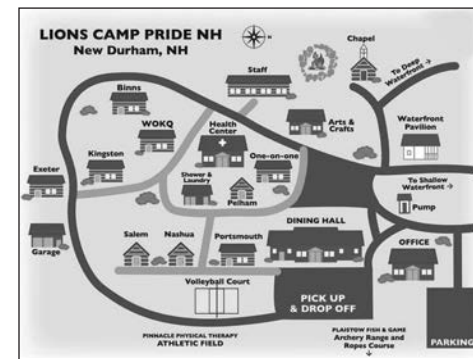 LIONS CAMP PRIDE NH
New Durham, NH
Chapel
To Deep
Waterfront →
Staff
Binns
WOKQ
Health
Center
Arts &
Crafts
Waterfront
Pavilion
Kingston
One-on-one
Exeter
Shower &
Laundry
Pelham
To Shallow
Waterfront →
Pump
DINING HALL
Salem
Nashua
Portsmouth
OFFICE
Garage
Volleyball Court
PICK UP
& DROP OFF
PARKING
PINNACLE PHYSICAL THERAPY
ATHLETIC FIELD
PLAISTOW FISH & GAME
Archery Range and
Ropes Course
↓